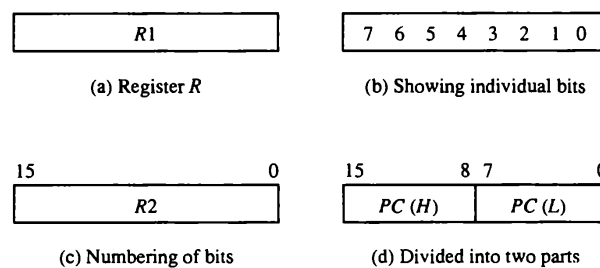 R1
7 6 5 4 3 2 1 0
(a) Register R
(b) Showing individual bits
15 0
15 8 7 0
R2
PC (H) PC (L)
(c) Numbering of bits
(d) Divided into two parts